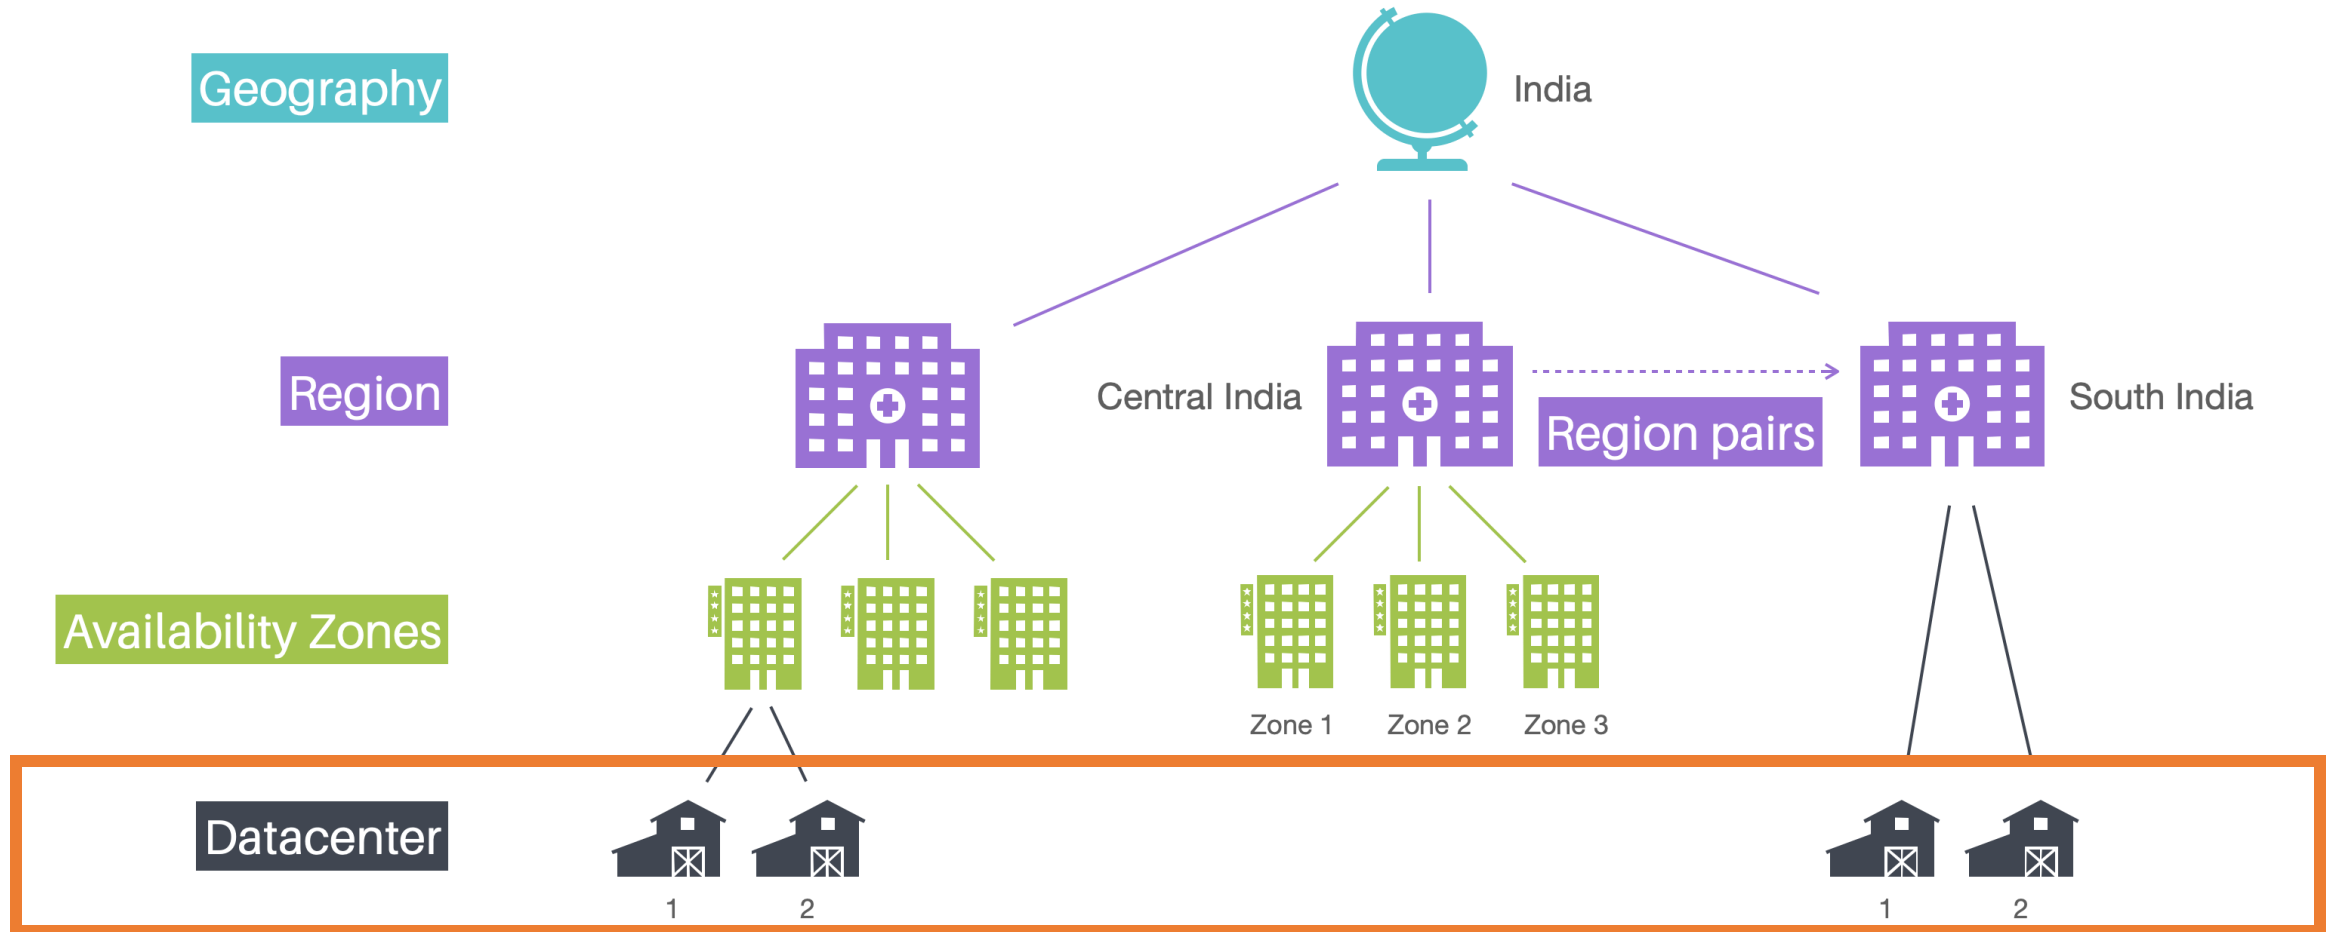 Geography
India
Region
Central India
Region pairs
South India
Availability Zones
Zone 1
Zone 2
Zone 3
Datacenter
1
2
1
2